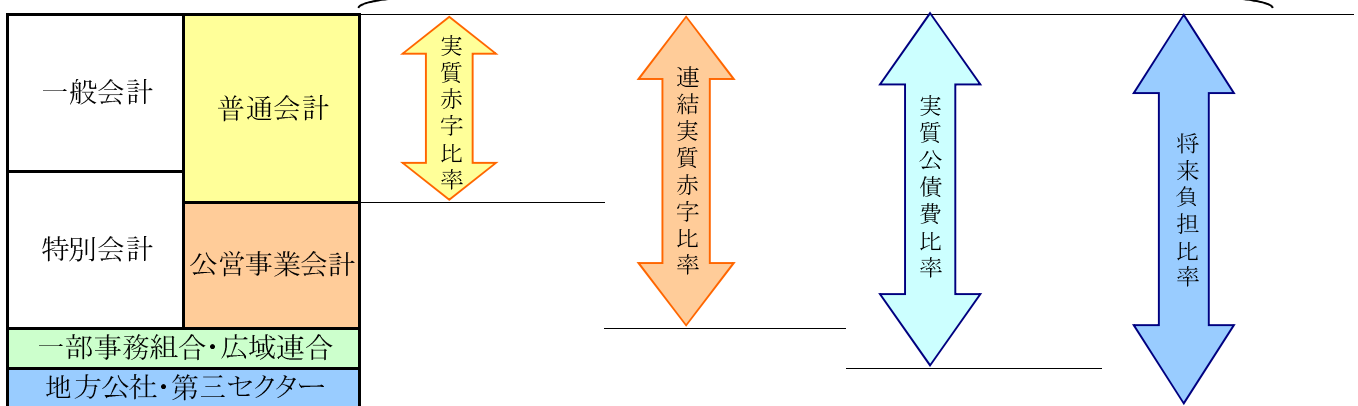 一般会計
普通会計
特別会計
公営事業会計
一部事務組合・広域連合
地方公社・第三セクター
実質赤字比率
連結実質赤字比率
実質公債費比率
将来負担比率